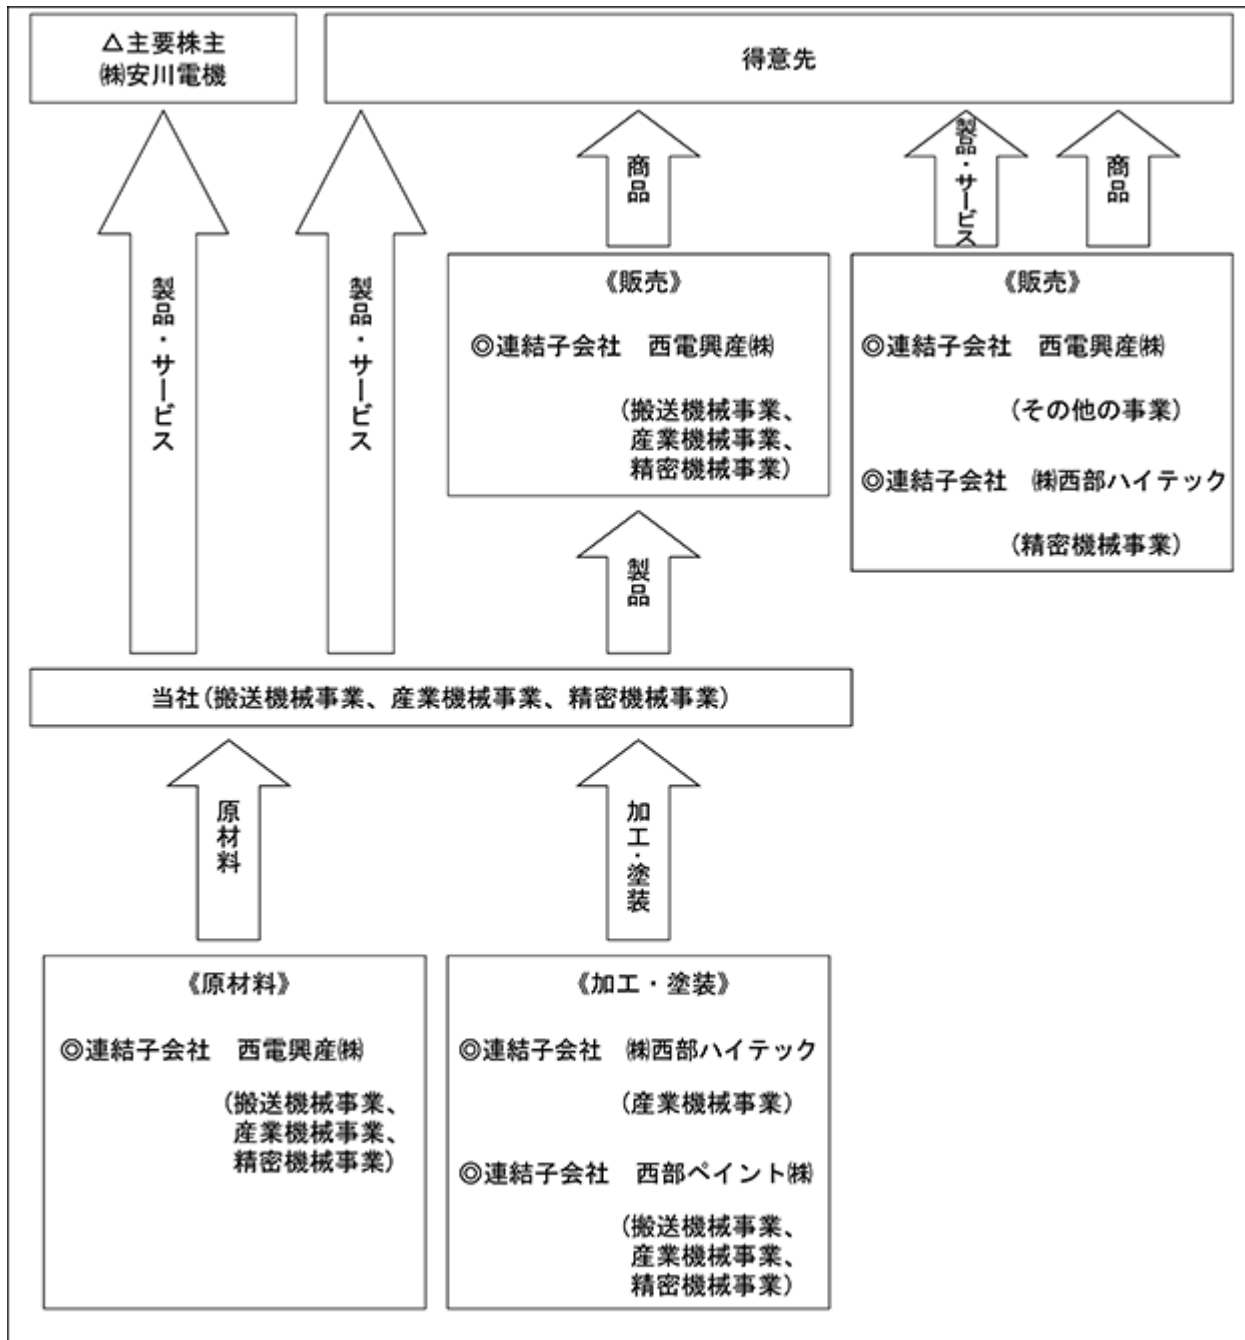 △主要株主
㈱安川電機
得意先
製品・サービス
製品・サービス
商品
製品・サービス
商品
《販売》
◎連結子会社　西電興産㈱
(搬送機械事業、
産業機械事業、
精密機械事業)
《販売》
◎連結子会社　西電興産㈱
(その他の事業)
◎連結子会社　㈱西部ハイテック
(精密機械事業)
製品
当社(搬送機械事業、産業機械事業、精密機械事業)
原材料
加工・塗装
《原材料》
◎連結子会社　西電興産㈱
(搬送機械事業、
産業機械事業、
精密機械事業)
《加工・塗装》
◎連結子会社　㈱西部ハイテック
(産業機械事業)
◎連結子会社　西部ペイント㈱
(搬送機械事業、
産業機械事業、
精密機械事業)